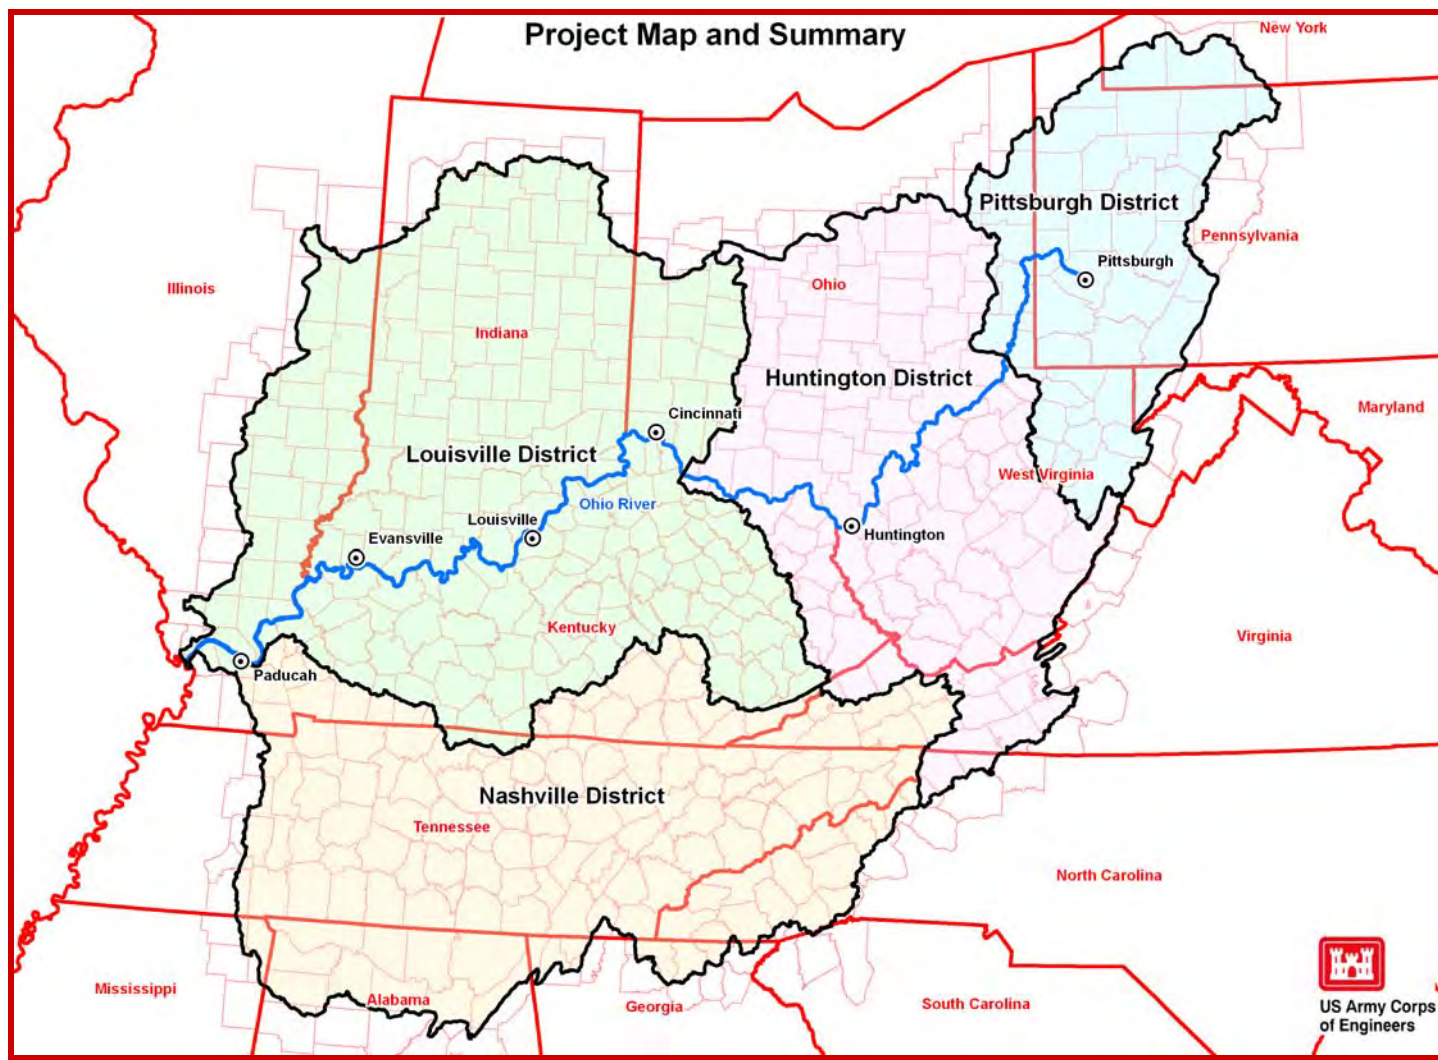 Project Map and Summary
New York
Pittsburgh District
Pennsylvania
Pittsburgh
Illinois
Ohio
Indiana
Huntington District
Maryland
Cincinnati
Louisville District
West Virginia
Ohio River
Louisville
Evansville
Huntington
Kentucky
Virginia
Paducah
Nashville District
Tennessee
North Carolina
Mississippi
Alabama
Georgia
South Carolina
US Army Corps
of Engineers